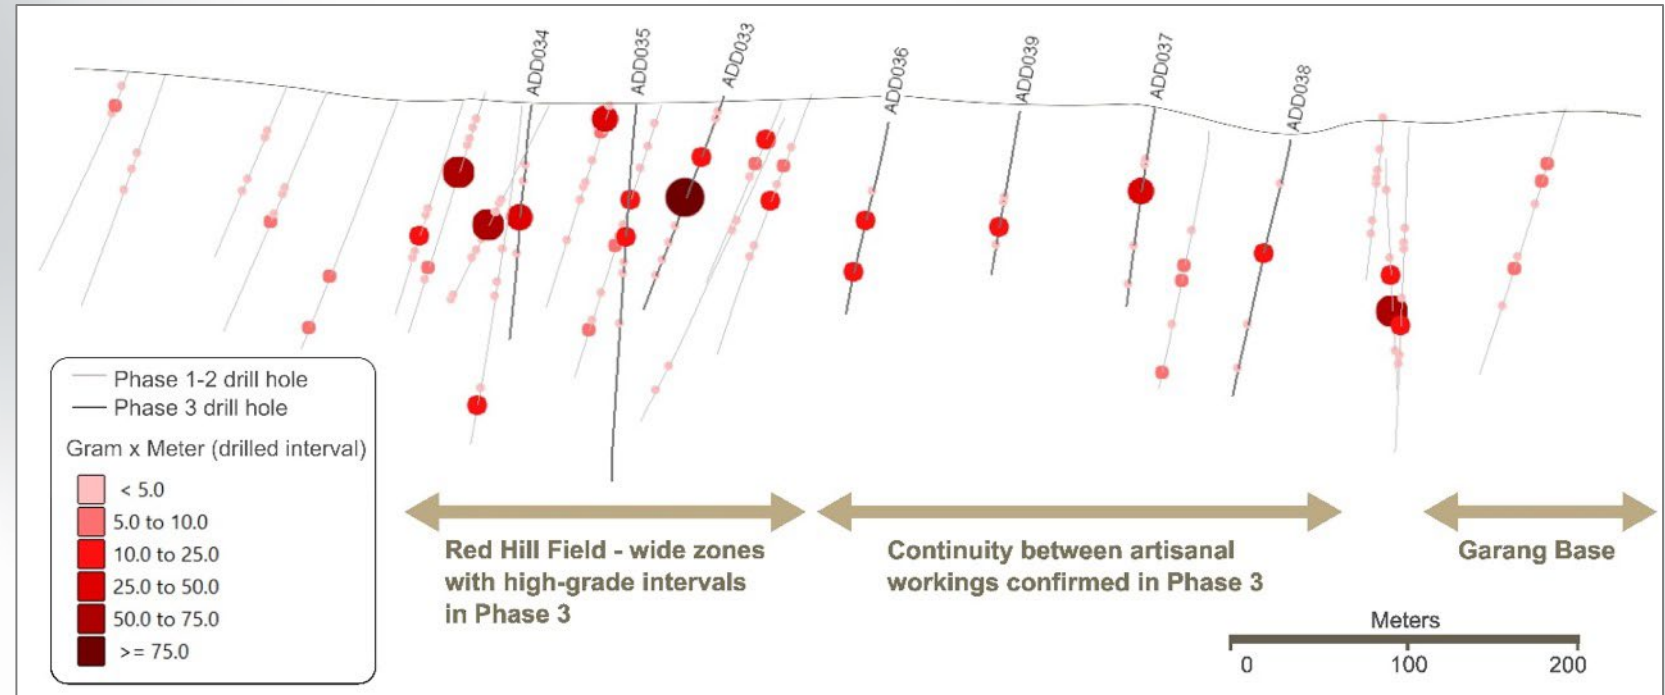 ADD034
ADD035
ADD033
ADD036
ADD039
ADD037
ADD038
Phase 1-2 drill hole
Phase 3 drill hole
Gram x Meter (drilled interval)
< 5.0
5.0 to 10.0
10.0 to 25.0
25.0 to 50.0
50.0 to 75.0
>= 75.0
Red Hill Field - wide zones
with high-grade intervals
in Phase 3
Continuity between artisanal
workings confirmed in Phase 3
Garang Base
Meters
0 100 200